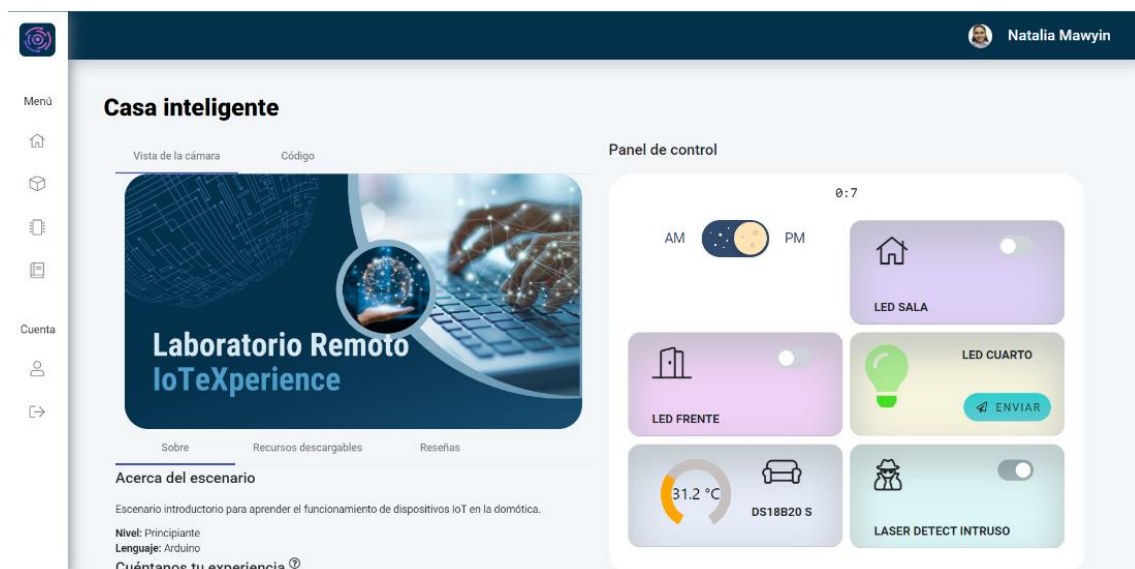 Natalia Mawyin
Menú
Cuenta
Casa inteligente
Vista de la cámara
Código
Laboratorio Remoto
IoTeXperience
Sobre
Recursos descargables
Reseñas
Acerca del escenario
Escenario introductorio para aprender el funcionamiento de dispositivos IoT en la domótica.
Nivel: Principiante
Lenguaje: Arduino
Cuéntanos tu experiencia ?
Panel de control
0:7
AM
PM
LED SALA
LED FRENTE
LED CUARTO
ENVIAR
31.2 °C
DS18B20 S
LASER DETECT INTRUSO